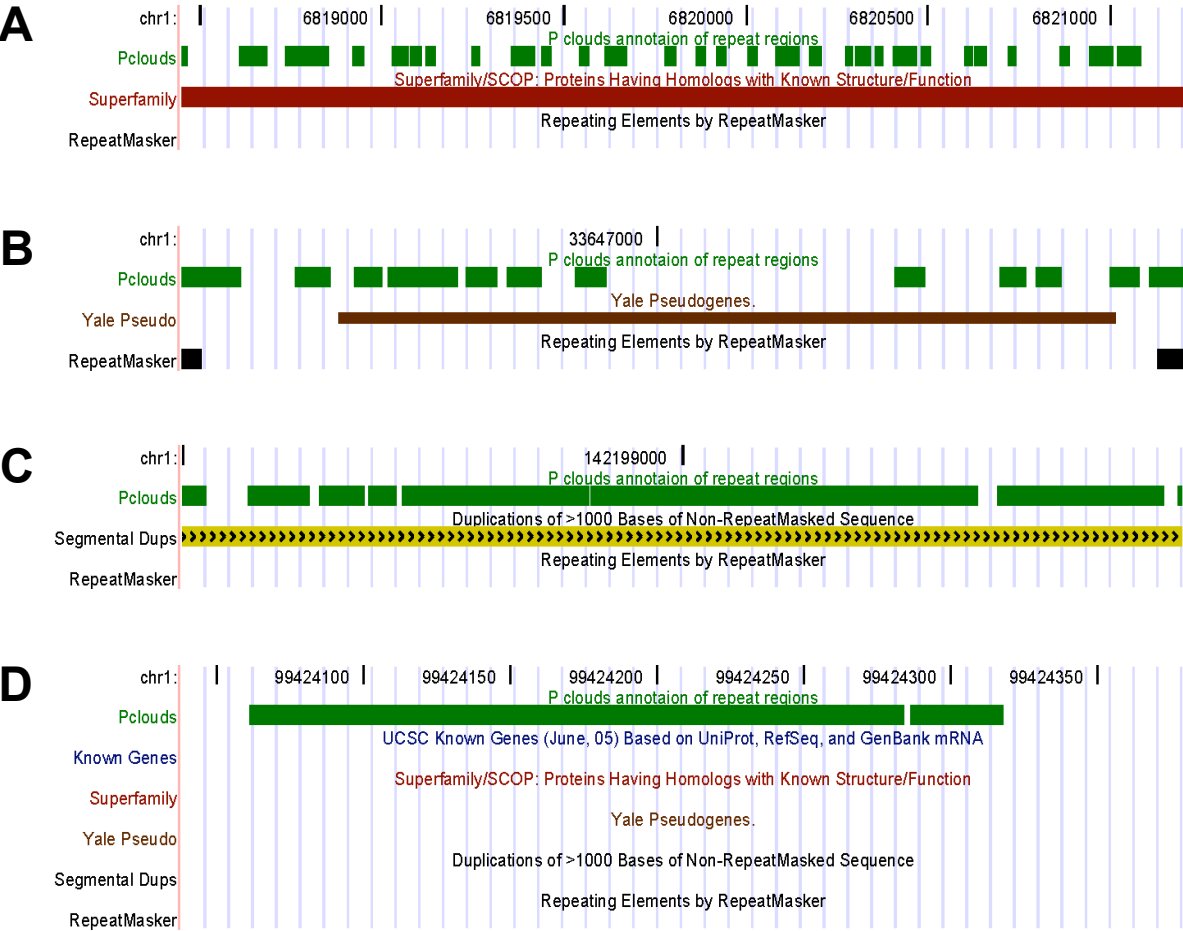 A
chr1: 6819000 6819500 6820000 6820500 6821000
P clouds annotaion of repeat regions
Pclouds
Superfamily/SCOP: Proteins Having Homologs with Known Structure/Function
Superfamily
Repeating Elements by RepeatMasker
RepeatMasker
B
chr1: 33647000
P clouds annotaion of repeat regions
Pclouds
Yale Pseudogenes.
Yale Pseudo
Repeating Elements by RepeatMasker
RepeatMasker
C
chr1: 142199000
P clouds annotaion of repeat regions
Pclouds
Duplications of >1000 Bases of Non-RepeatMasked Sequence
Segmental Dups
Repeating Elements by RepeatMasker
RepeatMasker
D
chr1: 99424100 99424150 99424200 99424250 99424300 99424350
P clouds annotaion of repeat regions
Pclouds
UCSC Known Genes (June, 05) Based on UniProt, RefSeq, and GenBank mRNA
Known Genes
Superfamily/SCOP: Proteins Having Homologs with Known Structure/Function
Superfamily
Yale Pseudogenes.
Yale Pseudo
Duplications of >1000 Bases of Non-RepeatMasked Sequence
Segmental Dups
Repeating Elements by RepeatMasker
RepeatMasker